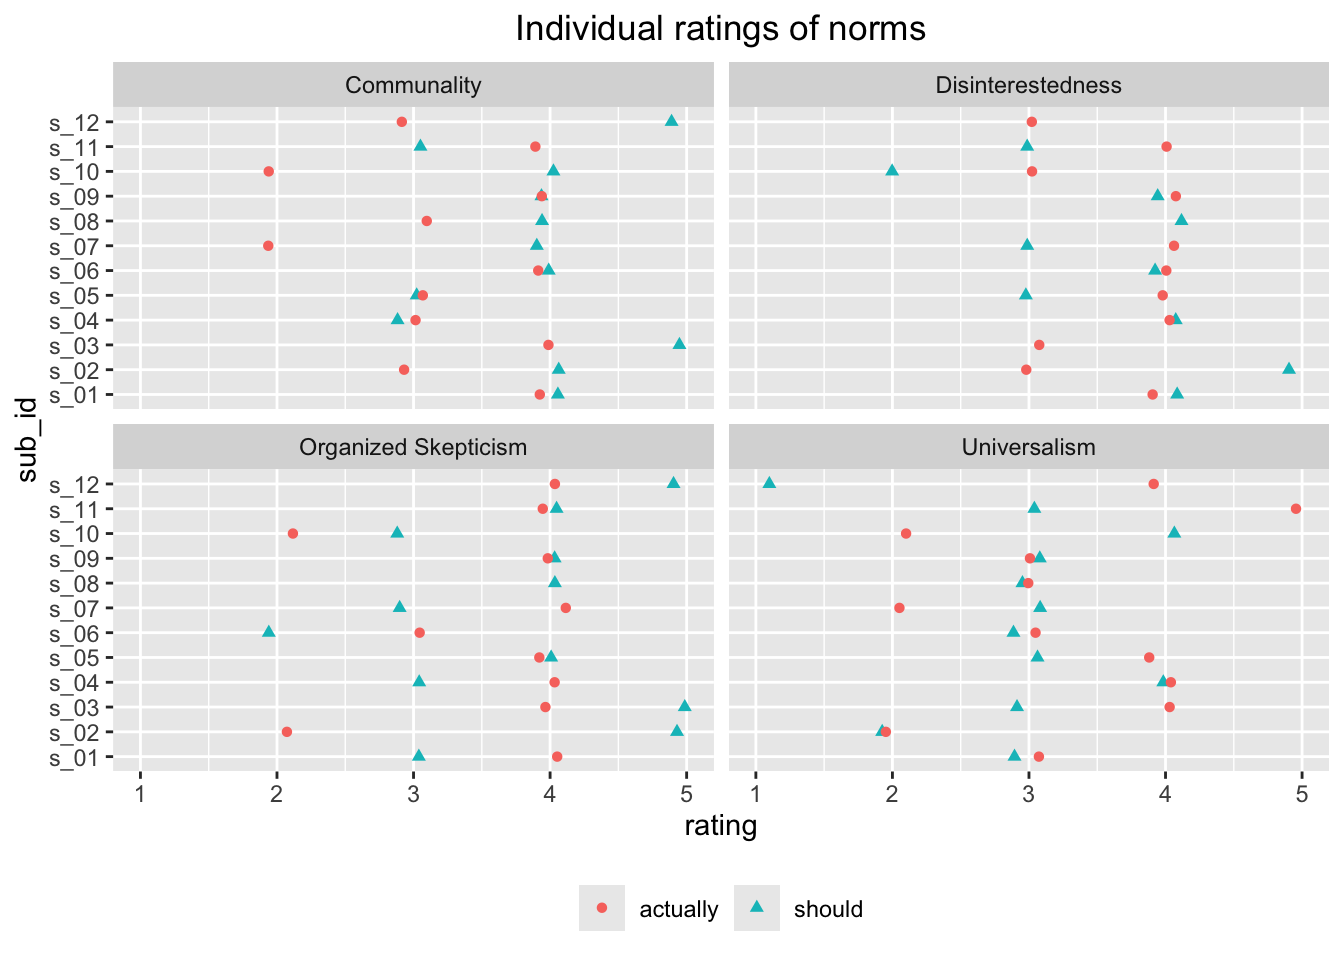 Individual ratings of norms
Communality
Disinterestedness
s_12
s_11
s_10
s_09
s_08
s_07
s_06
s_05
s_04
s_03
s_02
s_01
sub_id
Organized Skepticism
Universalism
s_12
s_11
s_10
s_09
s_08
s_07
s_06
s_05
s_04
s_03
s_02
s_01
1 2 3 4 5
1 2 3 4 5
rating
actually should